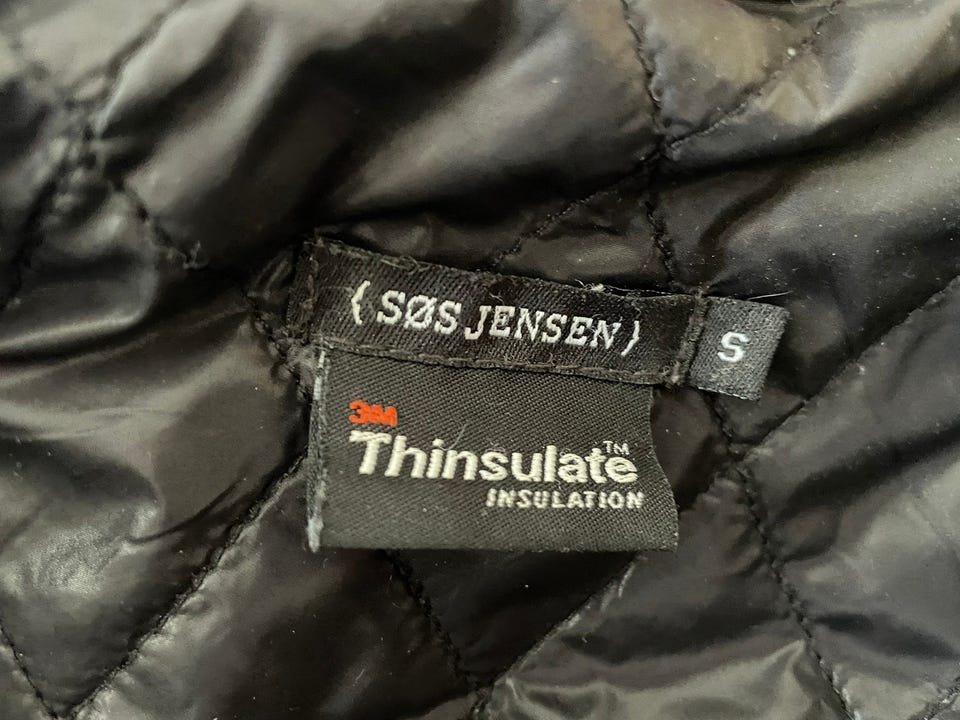 {SØS JENSEN}
S
3M
Thinsulate™
INSULATION